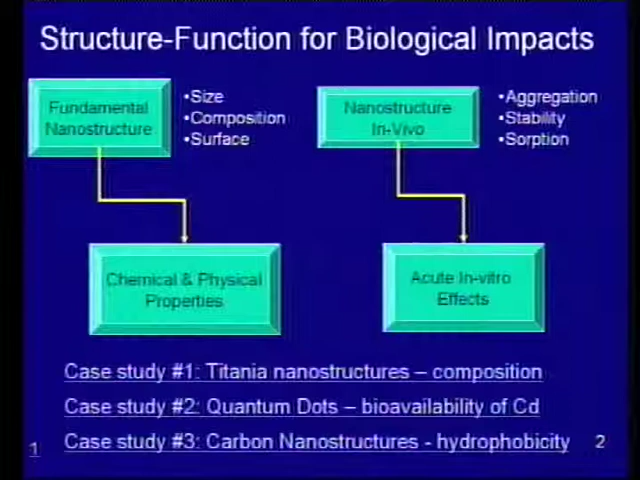 Structure-Function for Biological Impacts
Fundamental
Nanostructure
•Size
•Composition
•Surface
Nanostructure
In-Vivo
•Aggregation
•Stability
•Sorption
Chemical & Physical
Properties
Acute In-vitro
Effects
Case study #1: Titania nanostructures – composition
Case study #2: Quantum Dots – bioavailability of Cd
Case study #3: Carbon Nanostructures - hydrophobicity
1
2